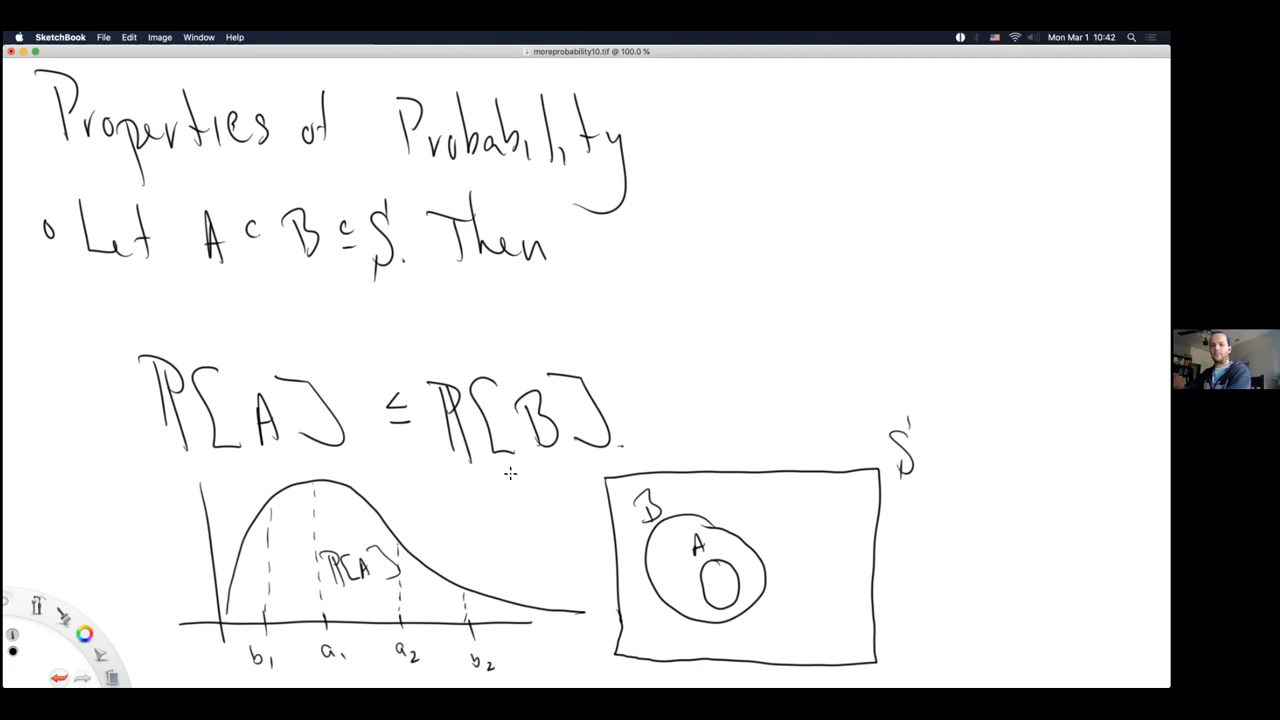 SketchBook File Edit Image Window Help Mon Mar 1 10:42
moreprobability10.tif @ 100.0 %
Properties of Probability
• Let A ⊂ B ⊆ S. Then
ℙ[A] ≤ ℙ[B].
S
B
A
ℙ[A]
b₁ a₁ a₂ b₂